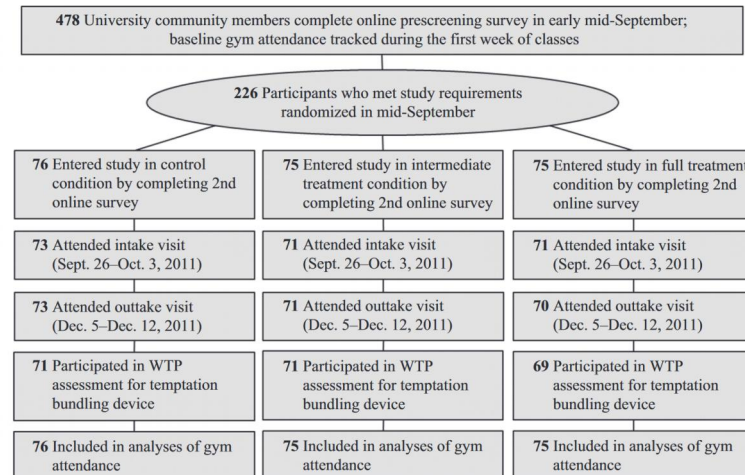 478 University community members complete online prescreening survey in early mid-September;
baseline gym attendance tracked during the first week of classes
226 Participants who met study requirements
randomized in mid-September
76 Entered study in control
condition by completing 2nd
online survey
75 Entered study in intermediate
treatment condition by
completing 2nd online survey
75 Entered study in full treatment
condition by completing 2nd
online survey
73 Attended intake visit
(Sept. 26–Oct. 3, 2011)
71 Attended intake visit
(Sept. 26–Oct. 3, 2011)
71 Attended intake visit
(Sept. 26–Oct. 3, 2011)
73 Attended outtake visit
(Dec. 5–Dec. 12, 2011)
71 Attended outtake visit
(Dec. 5–Dec. 12, 2011)
70 Attended outtake visit
(Dec. 5–Dec. 12, 2011)
71 Participated in WTP
assessment for temptation
bundling device
71 Participated in WTP
assessment for temptation
bundling device
69 Participated in WTP
assessment for temptation
bundling device
76 Included in analyses of gym
attendance
75 Included in analyses of gym
attendance
75 Included in analyses of gym
attendance